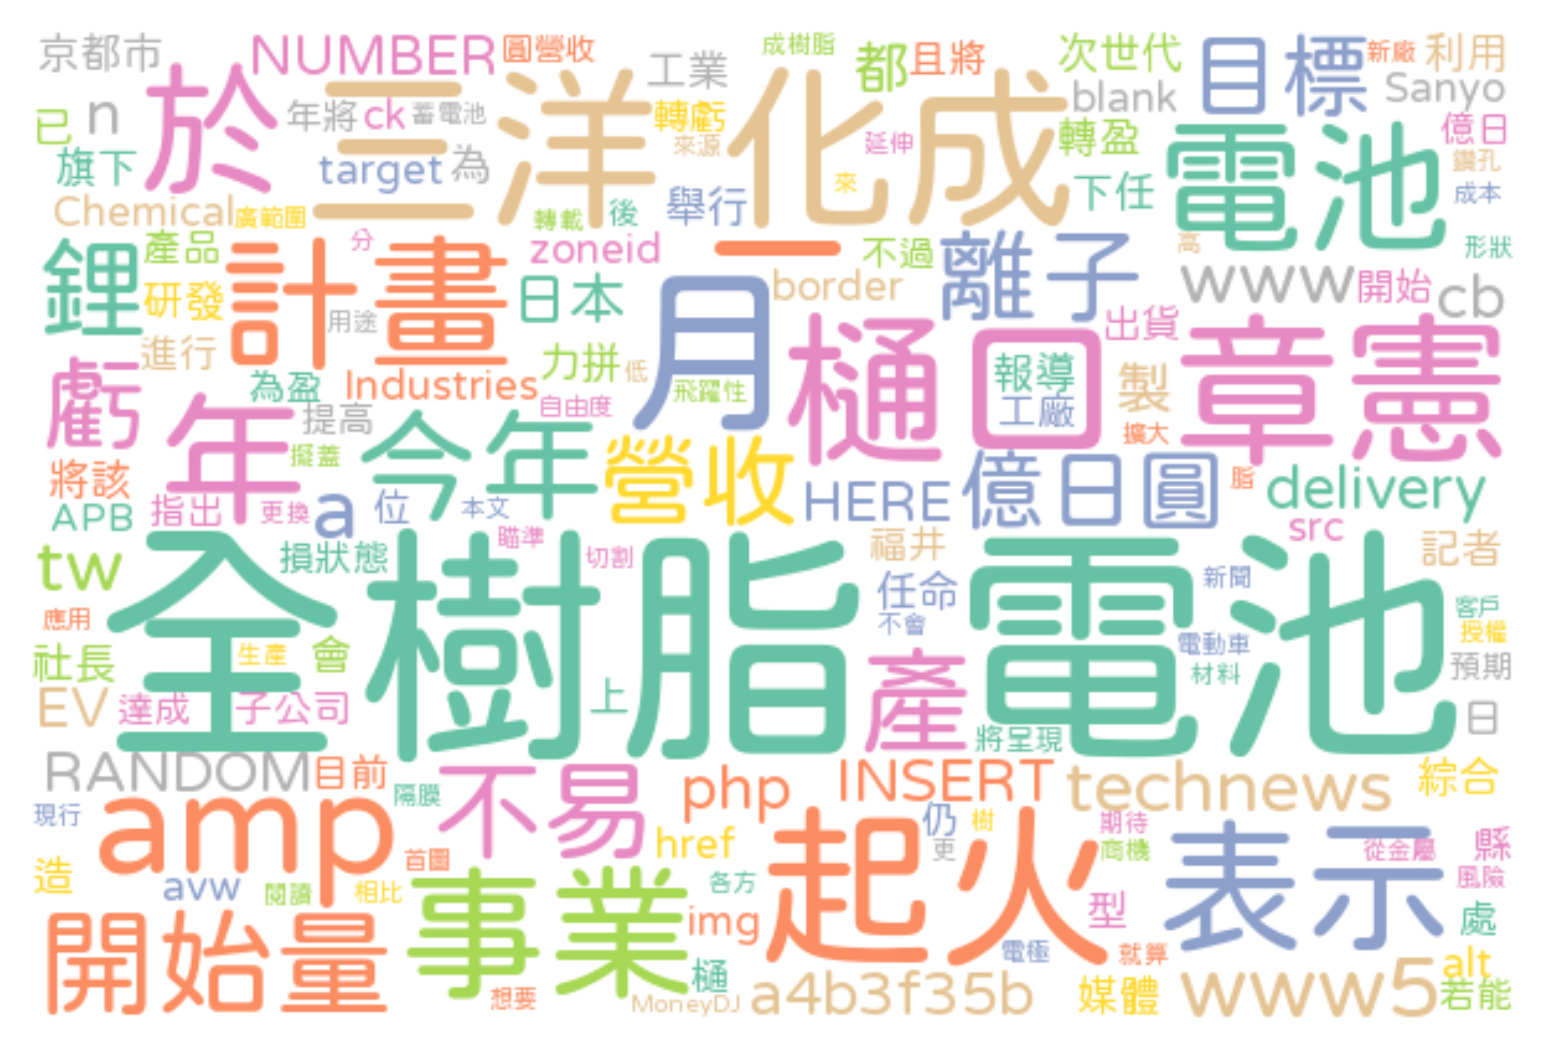 京都市
NUMBER
圓營收
工業
成樹脂
都
且將
次世代
目標
新廠
利用
已
n
於
年將
ck
蓄電池
三洋化成
轉虧
來源
延伸
blank
Sanyo
轉盈
電池
億日
鑽孔
旗下
target
為
來
下任
成本
Chemical
廣範圍
轉載
後
舉行
鋰
產品
計畫
分
zoneid
一
不過
離子
高
形狀
研發
用途
日本
月
border
www
開始
cb
進行
樋口章憲
出貨
虧
為盈
Industries
力拼
低
飛躍性
報導
工廠
製
年
提高
今年
自由度
擴大
擬蓋
營收
將該
APB
指出
更換
a
位
本文
HERE
億日圓
脂
delivery
tw
損狀態
瞄準
切割
福井
src
記者
全樹脂電池
任命
不會
新聞
客戶
應用
授權
社長
生產
會
電動車
材料
預期
EV
達成
子公司
上
產
將呈現
日
RANDOM
目前
隔膜
不易
php
INSERT
technews
綜合
現行
amp
首圖
href
起火
仍
樹
更
期待
商機
表示
從金屬
縣
造
avw
閱讀
相比
事業
各方
風險
開始量
img
型
處
想要
樋
MoneyDJ
a4b3f35b
電極
就算
媒體
www5
alt
若能